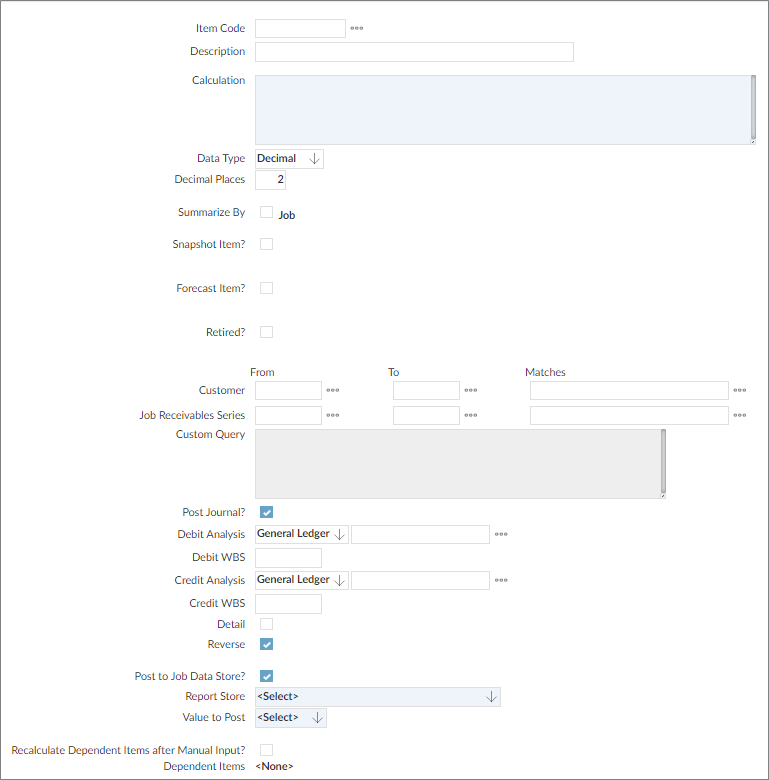 Item Code
Description
Calculation
Data Type Decimal
Decimal Places 2
Summarize By Job
Snapshot Item?
Forecast Item?
Retired?
From To Matches
Customer
Job Receivables Series
Custom Query
Post Journal?
Debit Analysis General Ledger
Debit WBS
Credit Analysis General Ledger
Credit WBS
Detail
Reverse
Post to Job Data Store?
Report Store <Select>
Value to Post <Select>
Recalculate Dependent Items after Manual Input?
Dependent Items <None>